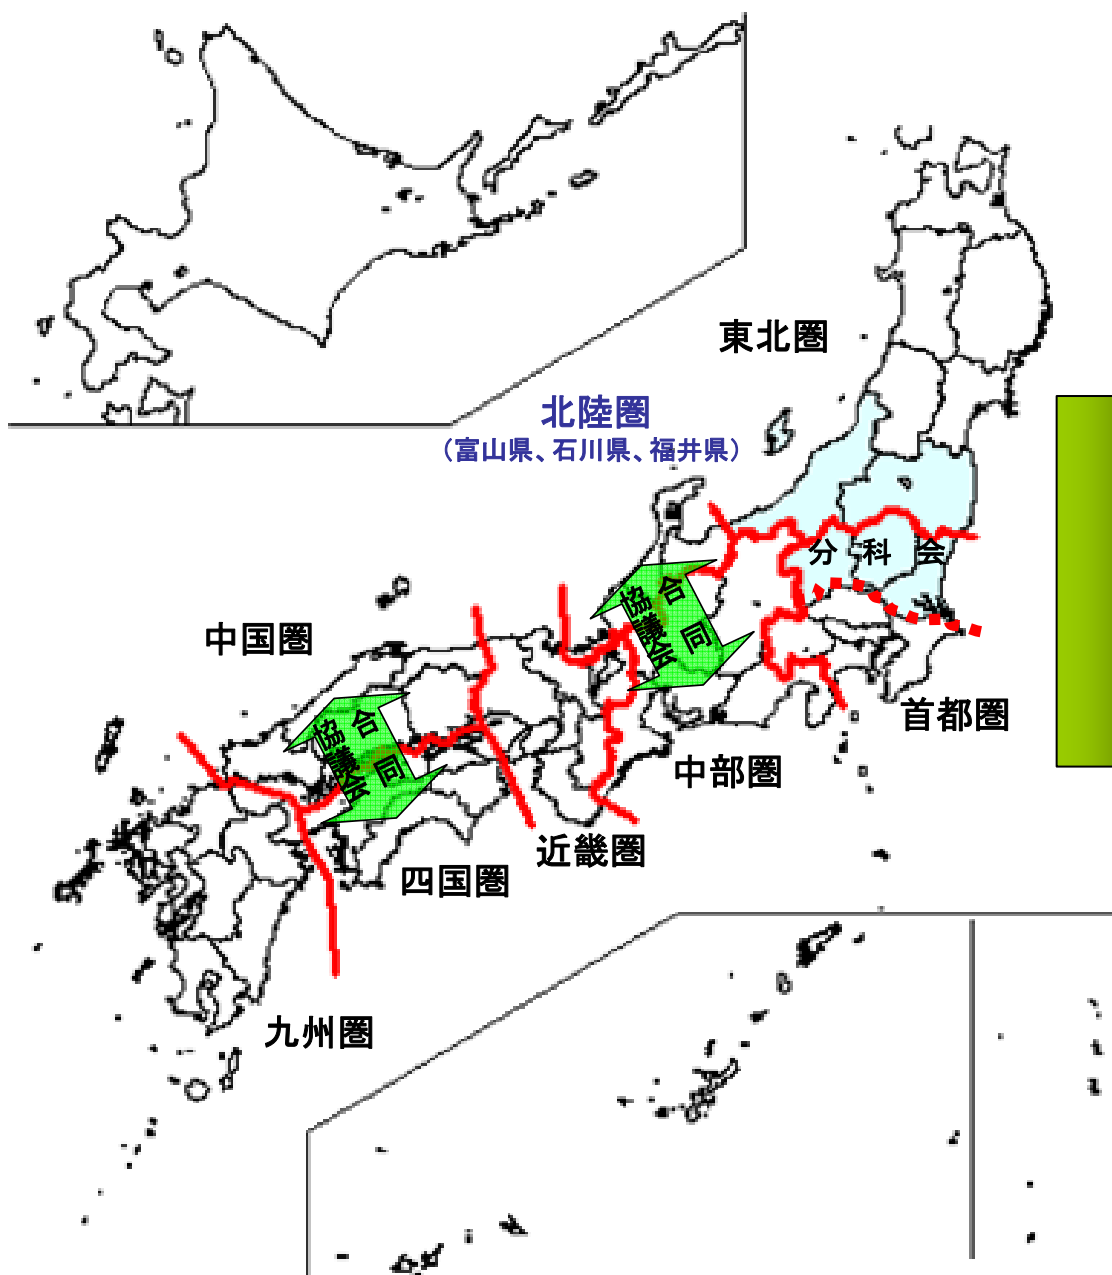 東北圏
北陸圏
（富山県、石川県、福井県）
分科会
合同
協議会
中国圏
首都圏
合同
協議会
中部圏
近畿圏
四国圏
九州圏